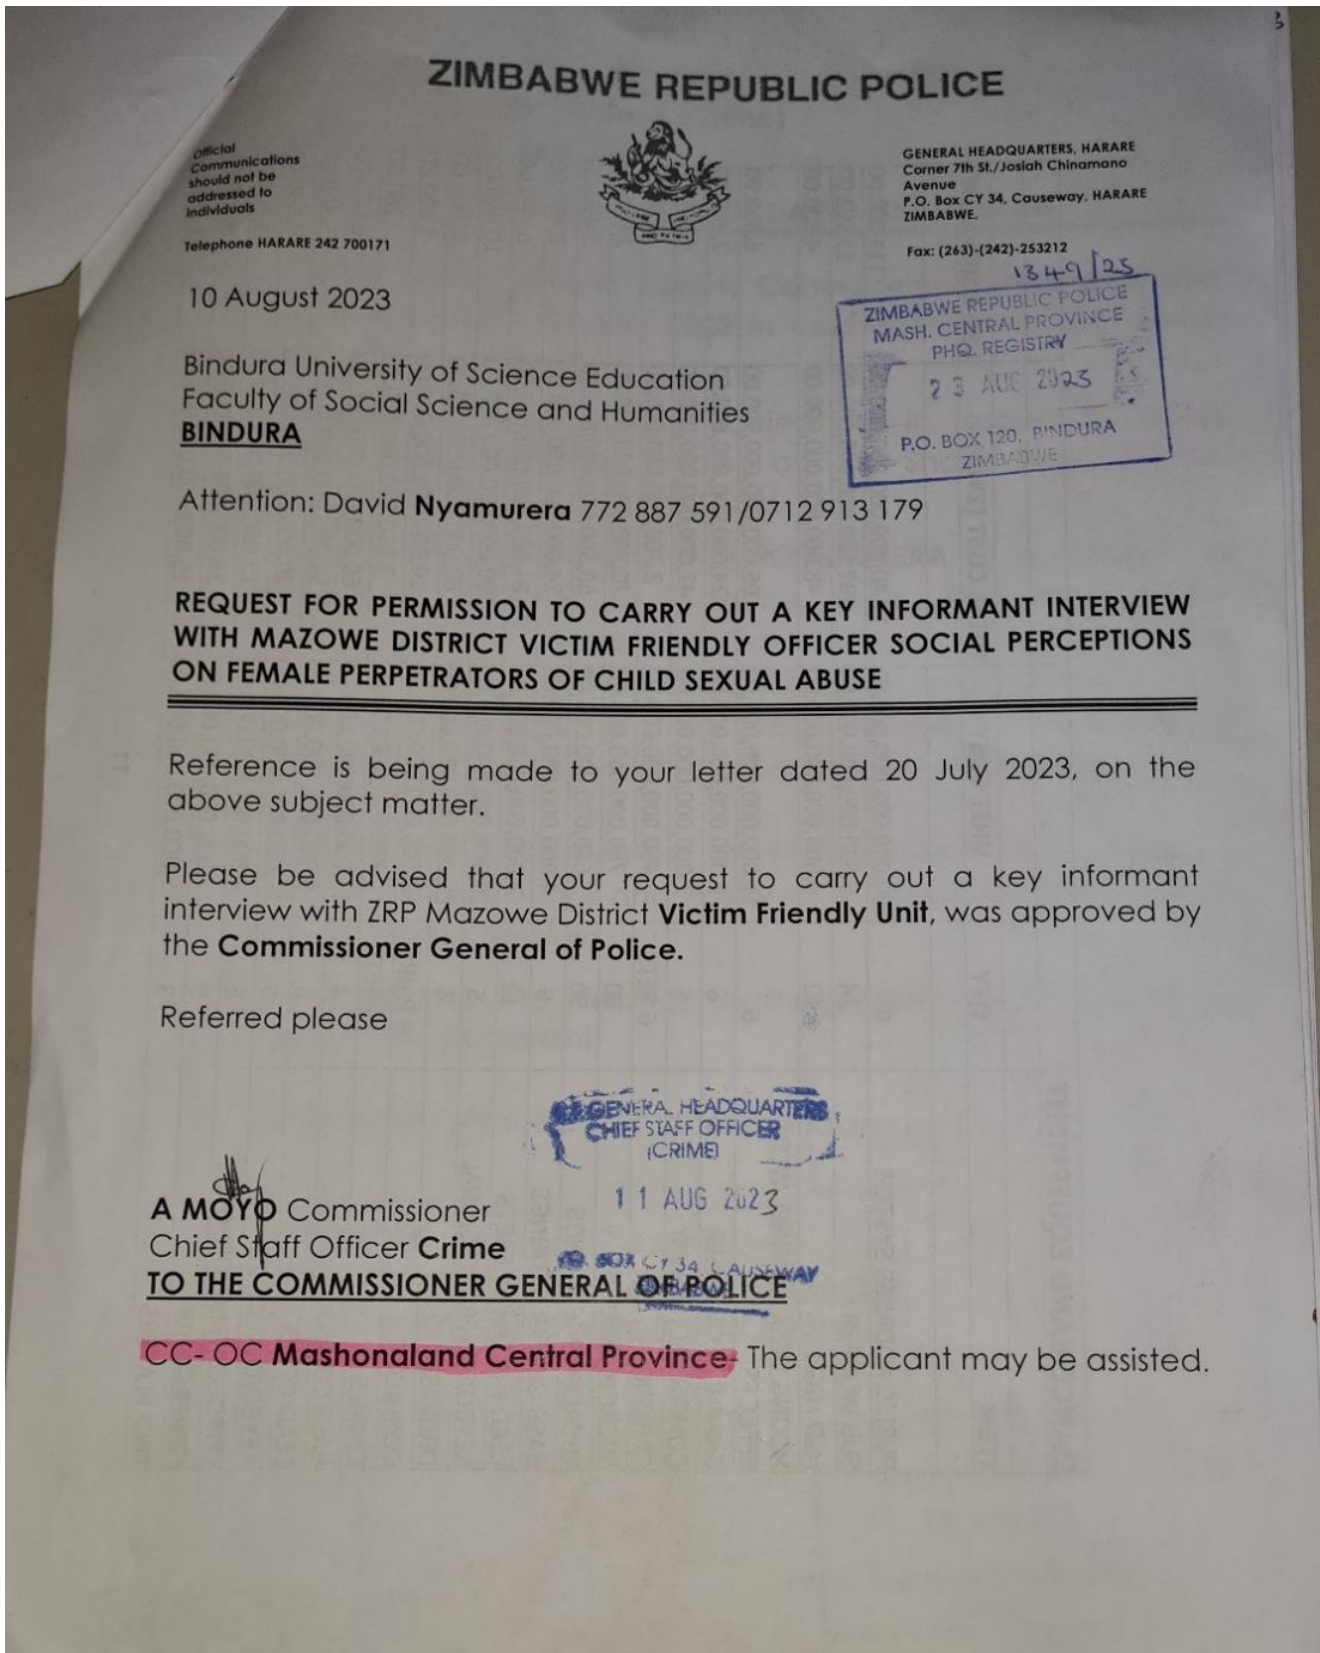 ZIMBABWE REPUBLIC POLICE
Official
Communications
should not be
addressed to
individuals
Telephone HARARE 242 700171
GENERAL HEADQUARTERS, HARARE
Corner 7th St./Josiah Chinamano
Avenue
P.O. Box CY 34, Causeway, HARARE
ZIMBABWE.
Fax: (263)-(242)-253212
1349/25
ZIMBABWE REPUBLIC POLICE
MASH. CENTRAL PROVINCE
PHQ. REGISTRY
23 AUG 2023
P.O. BOX 120, BINDURA
ZIMBABWE
10 August 2023
Bindura University of Science Education
Faculty of Social Science and Humanities
BINDURA
Attention: David Nyamurera 772 887 591/0712 913 179
REQUEST FOR PERMISSION TO CARRY OUT A KEY INFORMANT INTERVIEW
WITH MAZOWE DISTRICT VICTIM FRIENDLY OFFICER SOCIAL PERCEPTIONS
ON FEMALE PERPETRATORS OF CHILD SEXUAL ABUSE
Reference is being made to your letter dated 20 July 2023, on the
above subject matter.
Please be advised that your request to carry out a key informant
interview with ZRP Mazowe District Victim Friendly Unit, was approved by
the Commissioner General of Police.
Referred please
GENERAL HEADQUARTERS
CHIEF STAFF OFFICER
(CRIME)
11 AUG 2023
BOX CY 34, CAUSEWAY
A MOYO Commissioner
Chief Staff Officer Crime
TO THE COMMISSIONER GENERAL OF POLICE
CC- OC Mashonaland Central Province- The applicant may be assisted.